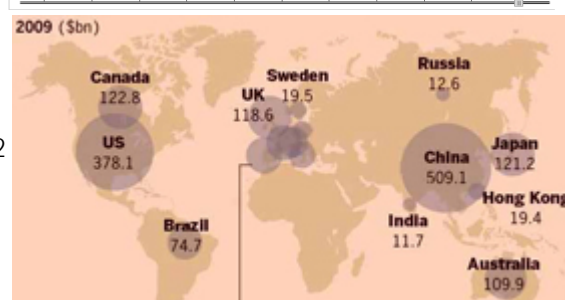 2009 ($bn)
Canada
122.8
Sweden
19.5
UK
118.6
Russia
12.6
US
378.1
China
509.1
Japan
121.2
Hong Kong
19.4
India
11.7
Brazil
74.7
Australia
109.9
2